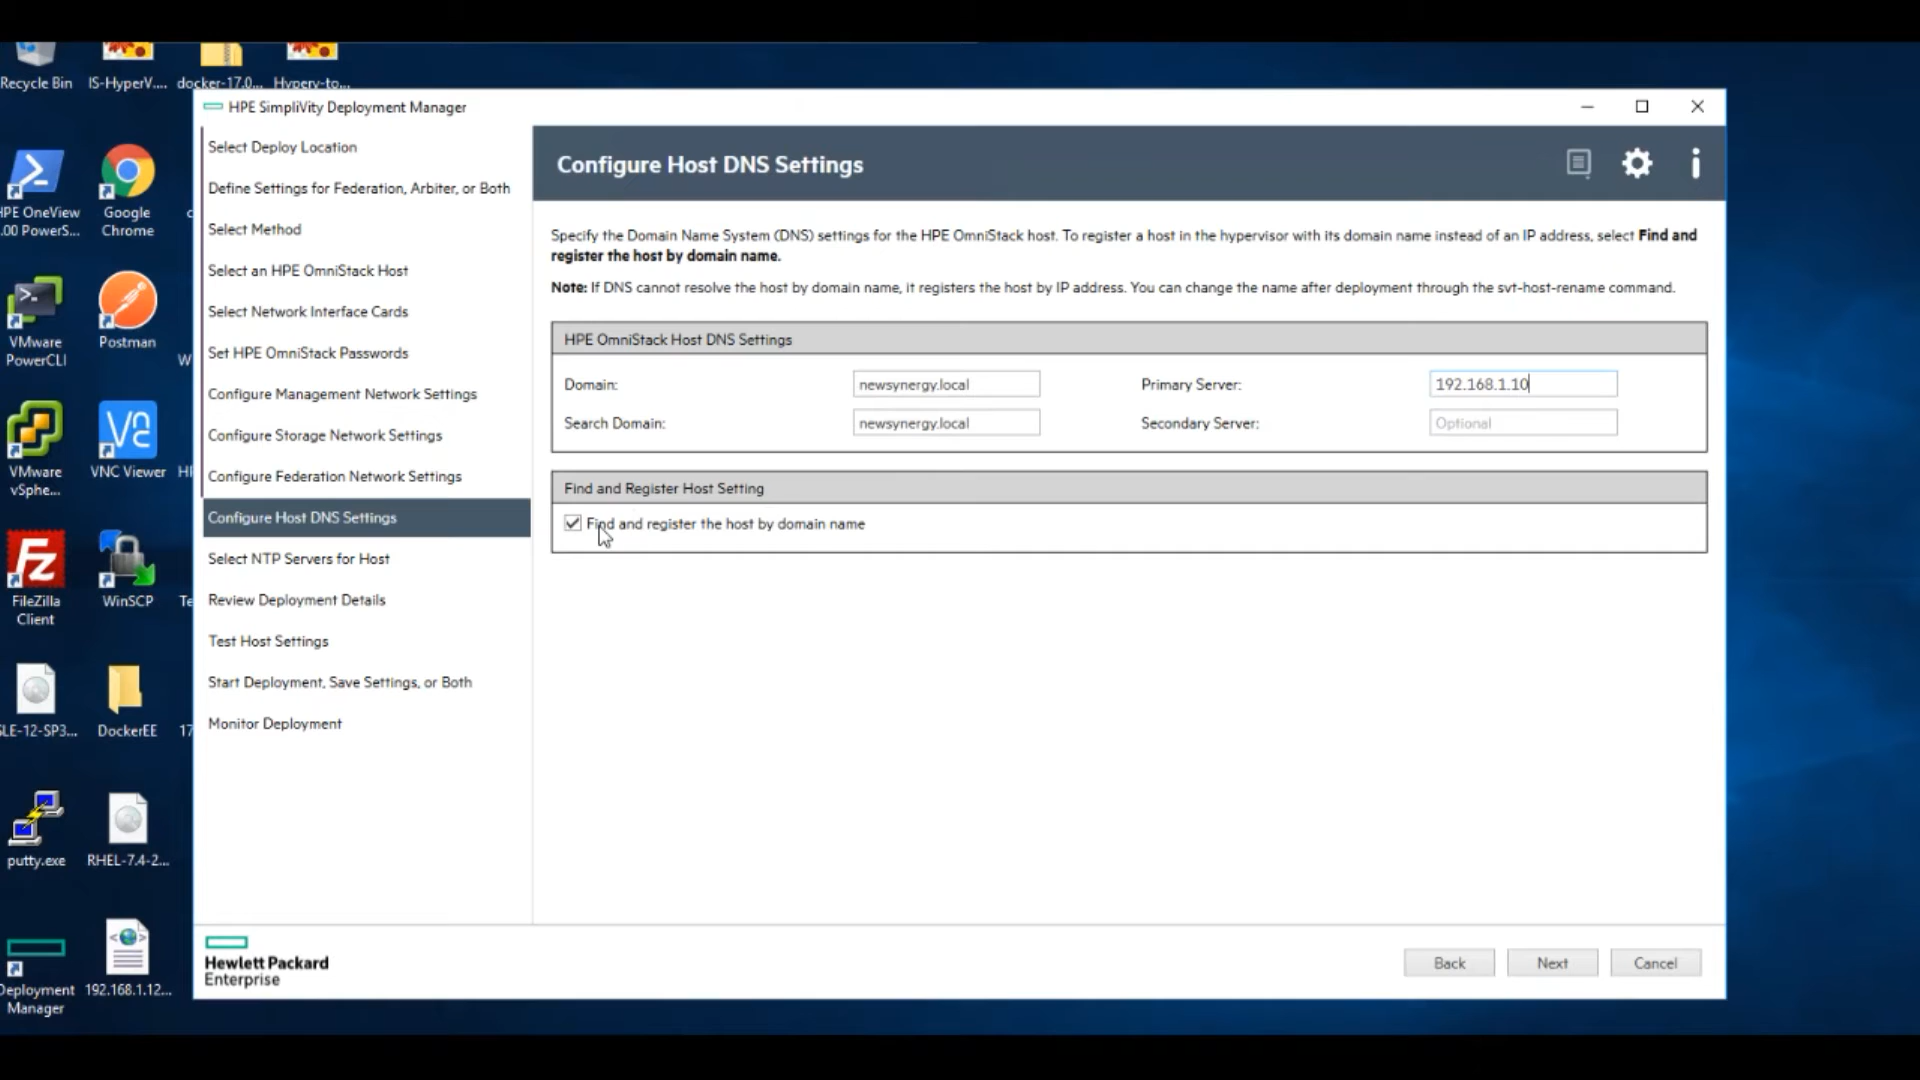 Recycle Bin
IS-HyperV....
docker-17.0...
Hyperv-to...
HPE SimpliVity Deployment Manager
Select Deploy Location
Define Settings for Federation, Arbiter, or Both
Select Method
Select an HPE OmniStack Host
Select Network Interface Cards
Set HPE OmniStack Passwords
Configure Management Network Settings
Configure Storage Network Settings
Configure Federation Network Settings
Configure Host DNS Settings
Select NTP Servers for Host
Review Deployment Details
Test Host Settings
Start Deployment, Save Settings, or Both
Monitor Deployment
Configure Host DNS Settings
Specify the Domain Name System (DNS) settings for the HPE OmniStack host. To register a host in the hypervisor with its domain name instead of an IP address, select Find and
register the host by domain name.
Note: If DNS cannot resolve the host by domain name, it registers the host by IP address. You can change the name after deployment through the svt-host-rename command.
HPE OmniStack Host DNS Settings
Domain: newsynergy.local Primary Server: 192.168.1.10
Search Domain: newsynergy.local Secondary Server: Optional
Find and Register Host Setting
Find and register the host by domain name
Hewlett Packard
Enterprise
Back Next Cancel
HPE OneView
.00 PowerS...
Google
Chrome
VMware
PowerCLI
Postman
VMware
vSphe...
VNC Viewer
FileZilla
Client
WinSCP
SLE-12-SP3...
DockerEE
17
putty.exe
RHEL-7.4-2...
Deployment
Manager
192.168.1.12...